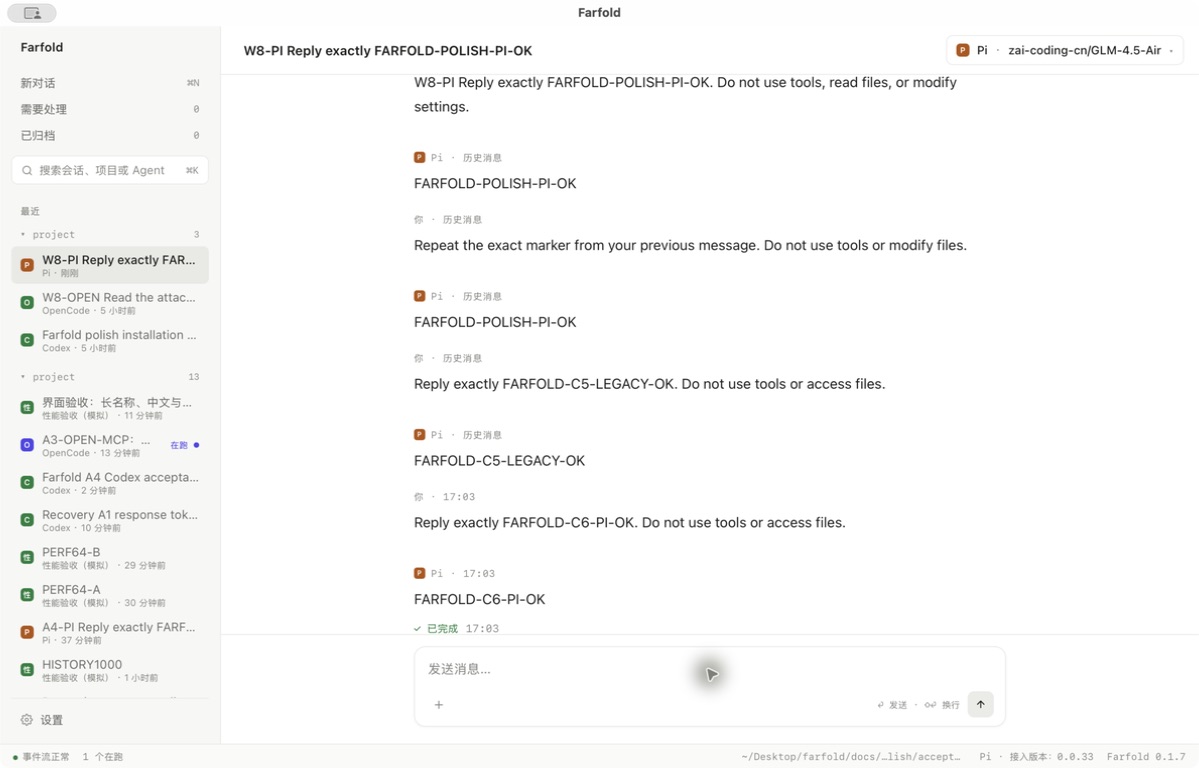 Farfold
Farfold
新对话 ⌘N
需要处理 0
已归档 0
搜索会话、项目或 Agent ⌘K
最近
project 3
P W8-PI Reply exactly FAR...
Pi · 刚刚
O W8-OPEN Read the attac...
OpenCode · 5 小时前
C Farfold polish installation ...
Codex · 5 小时前
project 13
性 界面验收：长名称、中文与...
性能验收（模拟） · 11 分钟前
O A3-OPEN-MCP： ... 在跑
OpenCode · 13 分钟前
C Farfold A4 Codex accepta...
Codex · 2 分钟前
C Recovery A1 response tok...
Codex · 10 分钟前
性 PERF64-B
性能验收（模拟） · 29 分钟前
性 PERF64-A
性能验收（模拟） · 30 分钟前
P A4-PI Reply exactly FARF...
Pi · 37 分钟前
性 HISTORY1000
性能验收（模拟） · 1 小时前
设置
W8-PI Reply exactly FARFOLD-POLISH-PI-OK
P Pi · zai-coding-cn/GLM-4.5-Air
W8-PI Reply exactly FARFOLD-POLISH-PI-OK. Do not use tools, read files, or modify
settings.
P Pi · 历史消息
FARFOLD-POLISH-PI-OK
你 · 历史消息
Repeat the exact marker from your previous message. Do not use tools or modify files.
P Pi · 历史消息
FARFOLD-POLISH-PI-OK
你 · 历史消息
Reply exactly FARFOLD-C5-LEGACY-OK. Do not use tools or access files.
P Pi · 历史消息
FARFOLD-C5-LEGACY-OK
你 · 17:03
Reply exactly FARFOLD-C6-PI-OK. Do not use tools or access files.
P Pi · 17:03
FARFOLD-C6-PI-OK
✓ 已完成 17:03
发送消息...
+ 发送 · 换行
事件流正常 1 个在跑
~/Desktop/farfold/docs/…lish/accept… Pi · 接入版本: 0.0.33 Farfold 0.1.7